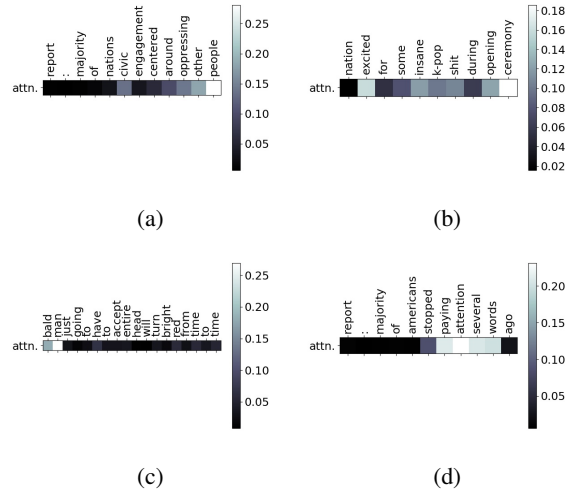 report : majority of nations civic engagement centered around oppressing other people
attn.
0.25
0.20
0.15
0.10
0.05
(a)
nation excited for some insane k-pop shit during opening ceremony
attn.
0.18
0.16
0.14
0.12
0.10
0.08
0.06
0.04
0.02
(b)
bald man just going to have to accept entire head will turn bright red from time to time
attn.
0.25
0.20
0.15
0.10
0.05
(c)
report : majority of americans stopped paying attention several words ago
attn.
0.20
0.15
0.10
0.05
(d)